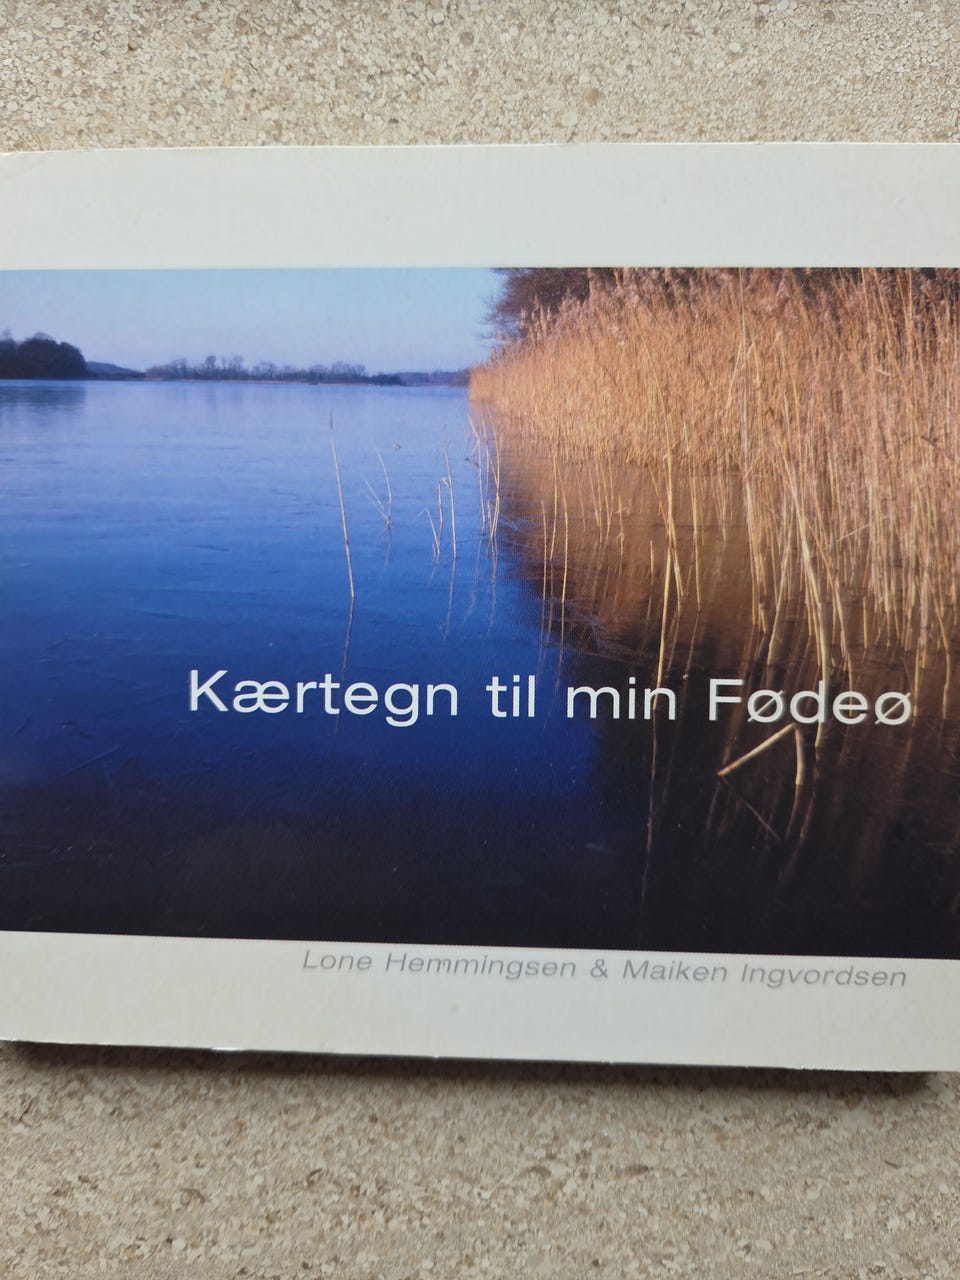 Kærtegn til min Fødeø
Lone Hemmingsen & Maiken Ingvordsen